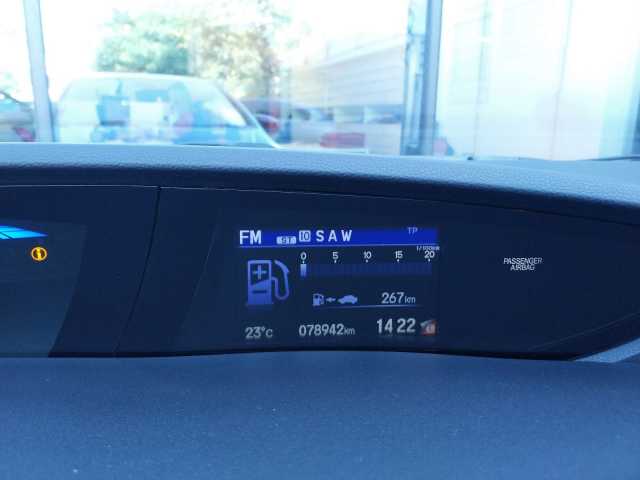 FM ST 10 SAW TP
l/100km
0 5 10 15 20
267km
23°C 078942km 14 22
PASSENGER
AIRBAG